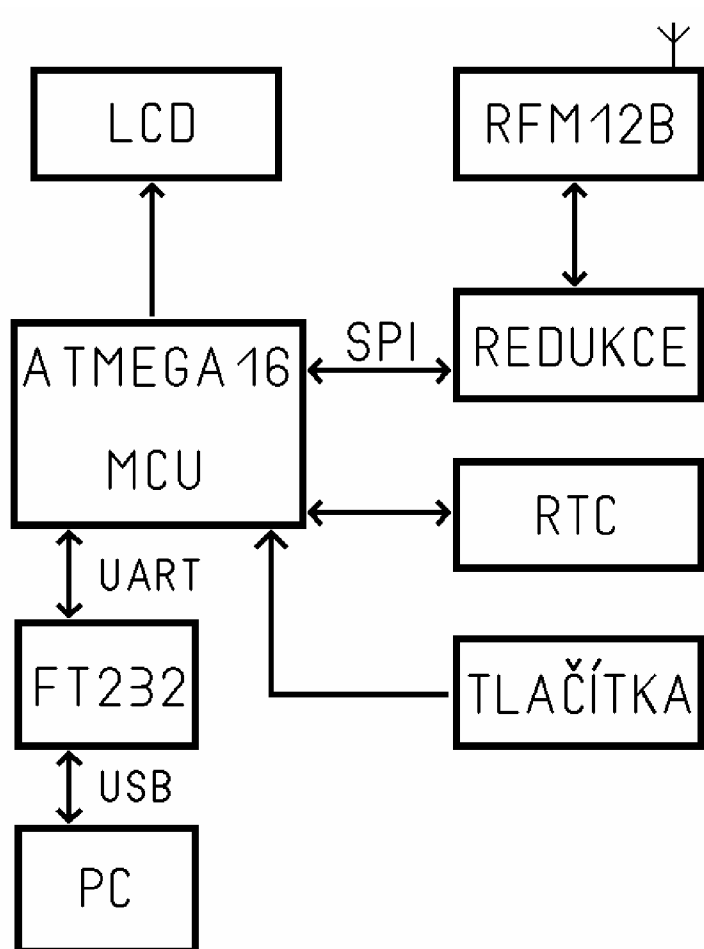 LCD
RFM12B
SPI
REDUKCE
ATMEGA16
MCU
RTC
UART
FT232
TLAČÍTKA
USB
PC